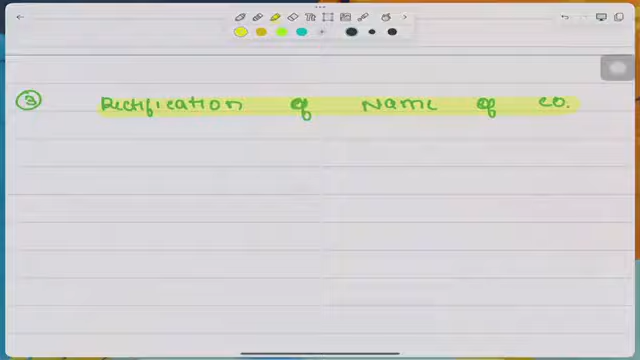 ③ Rectification of Name of co.